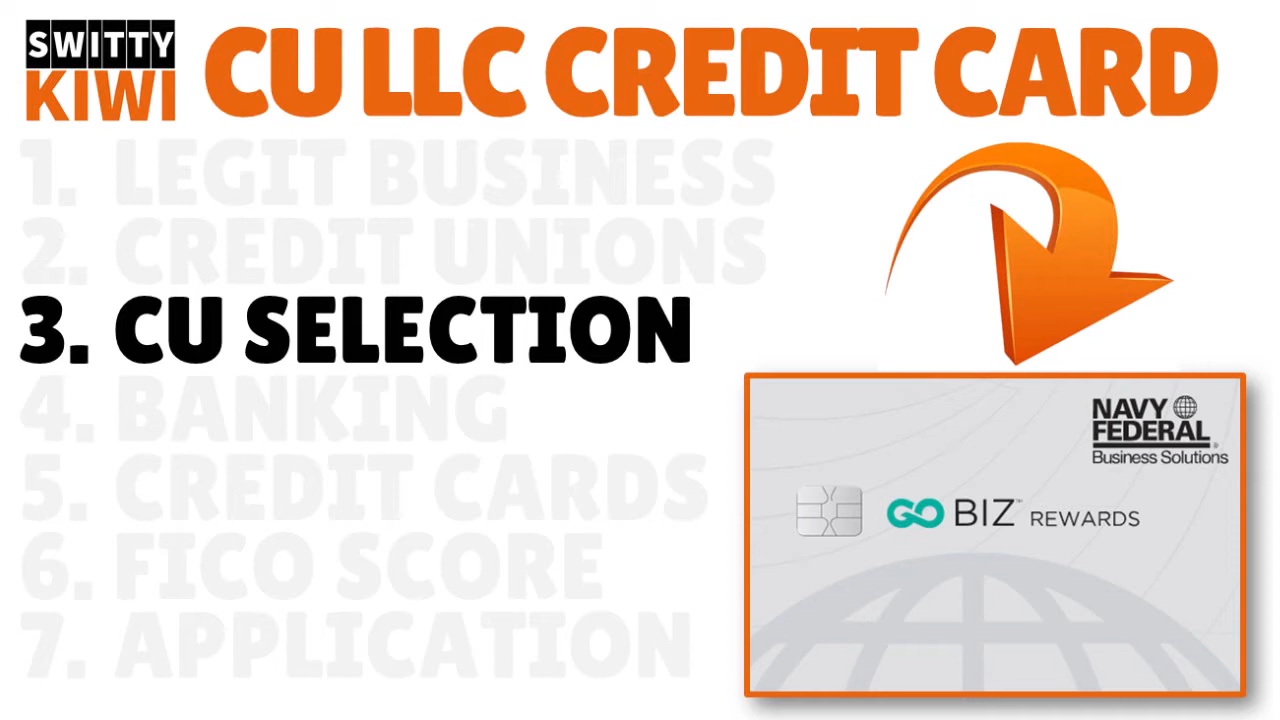 SWITTY
KIWI
CU LLC CREDIT CARD
1. LEGIT BUSINESS
2. CREDIT UNIONS
3. CU SELECTION
4. BANKING
5. CREDIT CARDS
6. FICO SCORE
7. APPLICATION
NAVY
FEDERAL®
Business Solutions
GO BIZ™ REWARDS